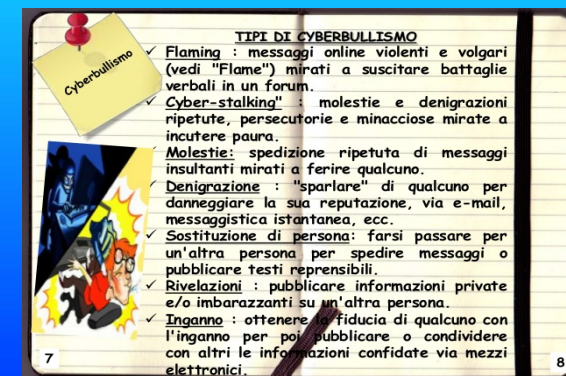 Cyberbullismo
TIPI DI CYBERBULLISMO
✓ Flaming : messaggi online violenti e volgari
(vedi "Flame") mirati a suscitare battaglie
verbali in un forum.
✓ Cyber-stalking" : molestie e denigrazioni
ripetute, persecutorie e minacciose mirate a
incutere paura.
✓ Molestie: spedizione ripetuta di messaggi
insultanti mirati a ferire qualcuno.
✓ Denigrazione : "sparlare" di qualcuno per
danneggiare la sua reputazione, via e-mail,
messaggistica istantanea, ecc.
✓ Sostituzione di persona: farsi passare per
un'altra persona per spedire messaggi o
pubblicare testi reprensibili.
✓ Rivelazioni : pubblicare informazioni private
e/o imbarazzanti su un'altra persona.
✓ Inganno : ottenere la fiducia di qualcuno con
l'inganno per poi pubblicare o condividere
con altri le informazioni confidate via mezzi
elettronici.
7
8